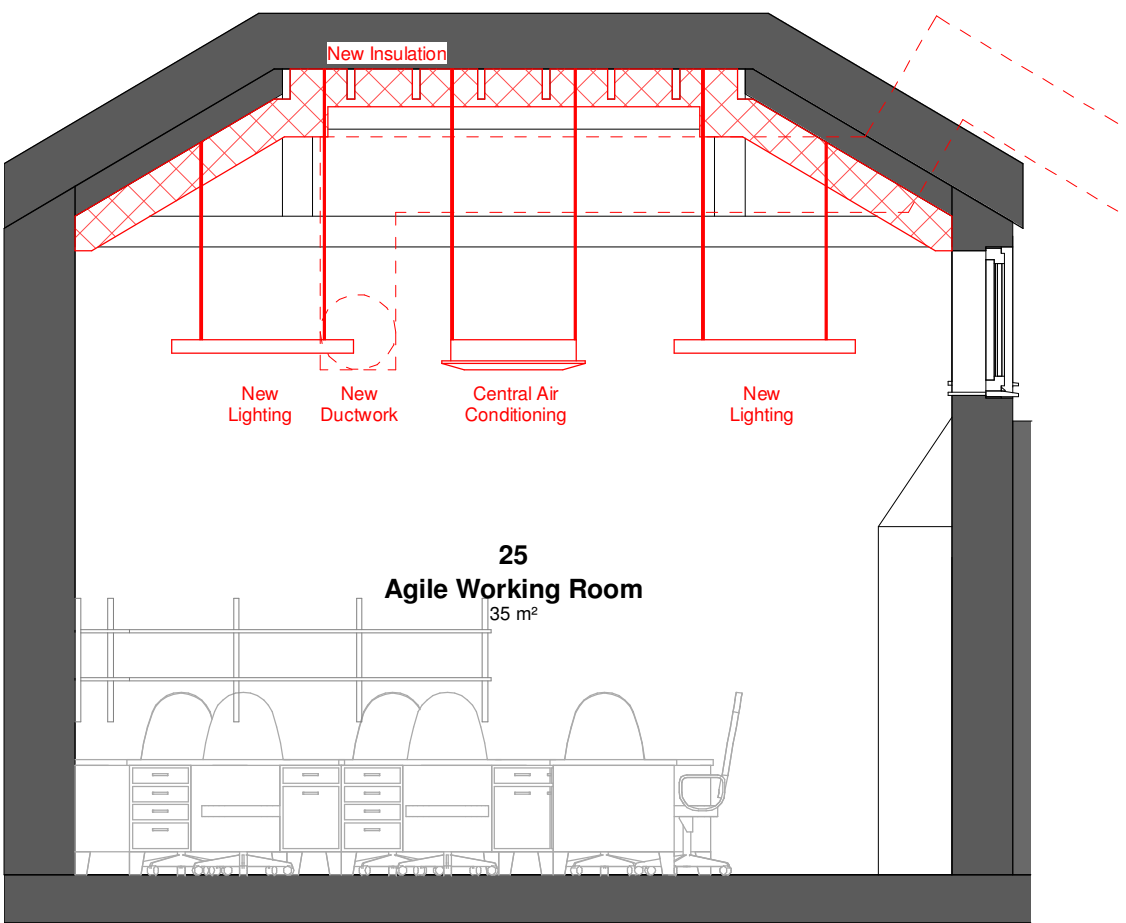 New Insulation
New
Lighting
New
Ductwork
Central Air
Conditioning
New
Lighting
25
Agile Working Room
35 m²